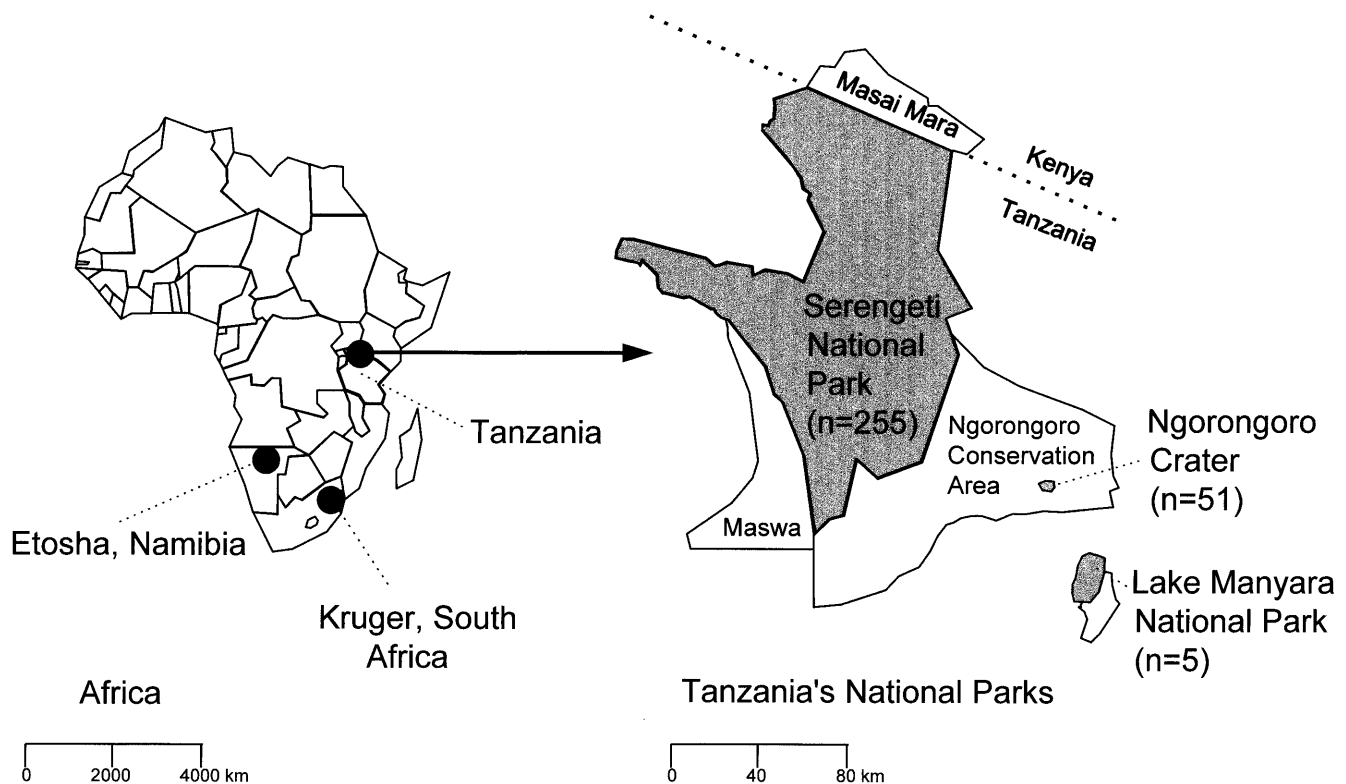 Masai Mara
Kenya
Tanzania
Serengeti
National
Park
(n=255)
Ngorongoro
Conservation
Area
Ngorongoro
Crater
(n=51)
Maswa
Lake Manyara
National Park
(n=5)
Tanzania
Etosha, Namibia
Kruger, South
Africa
Africa
0 2000 4000 km
Tanzania's National Parks
0 40 80 km